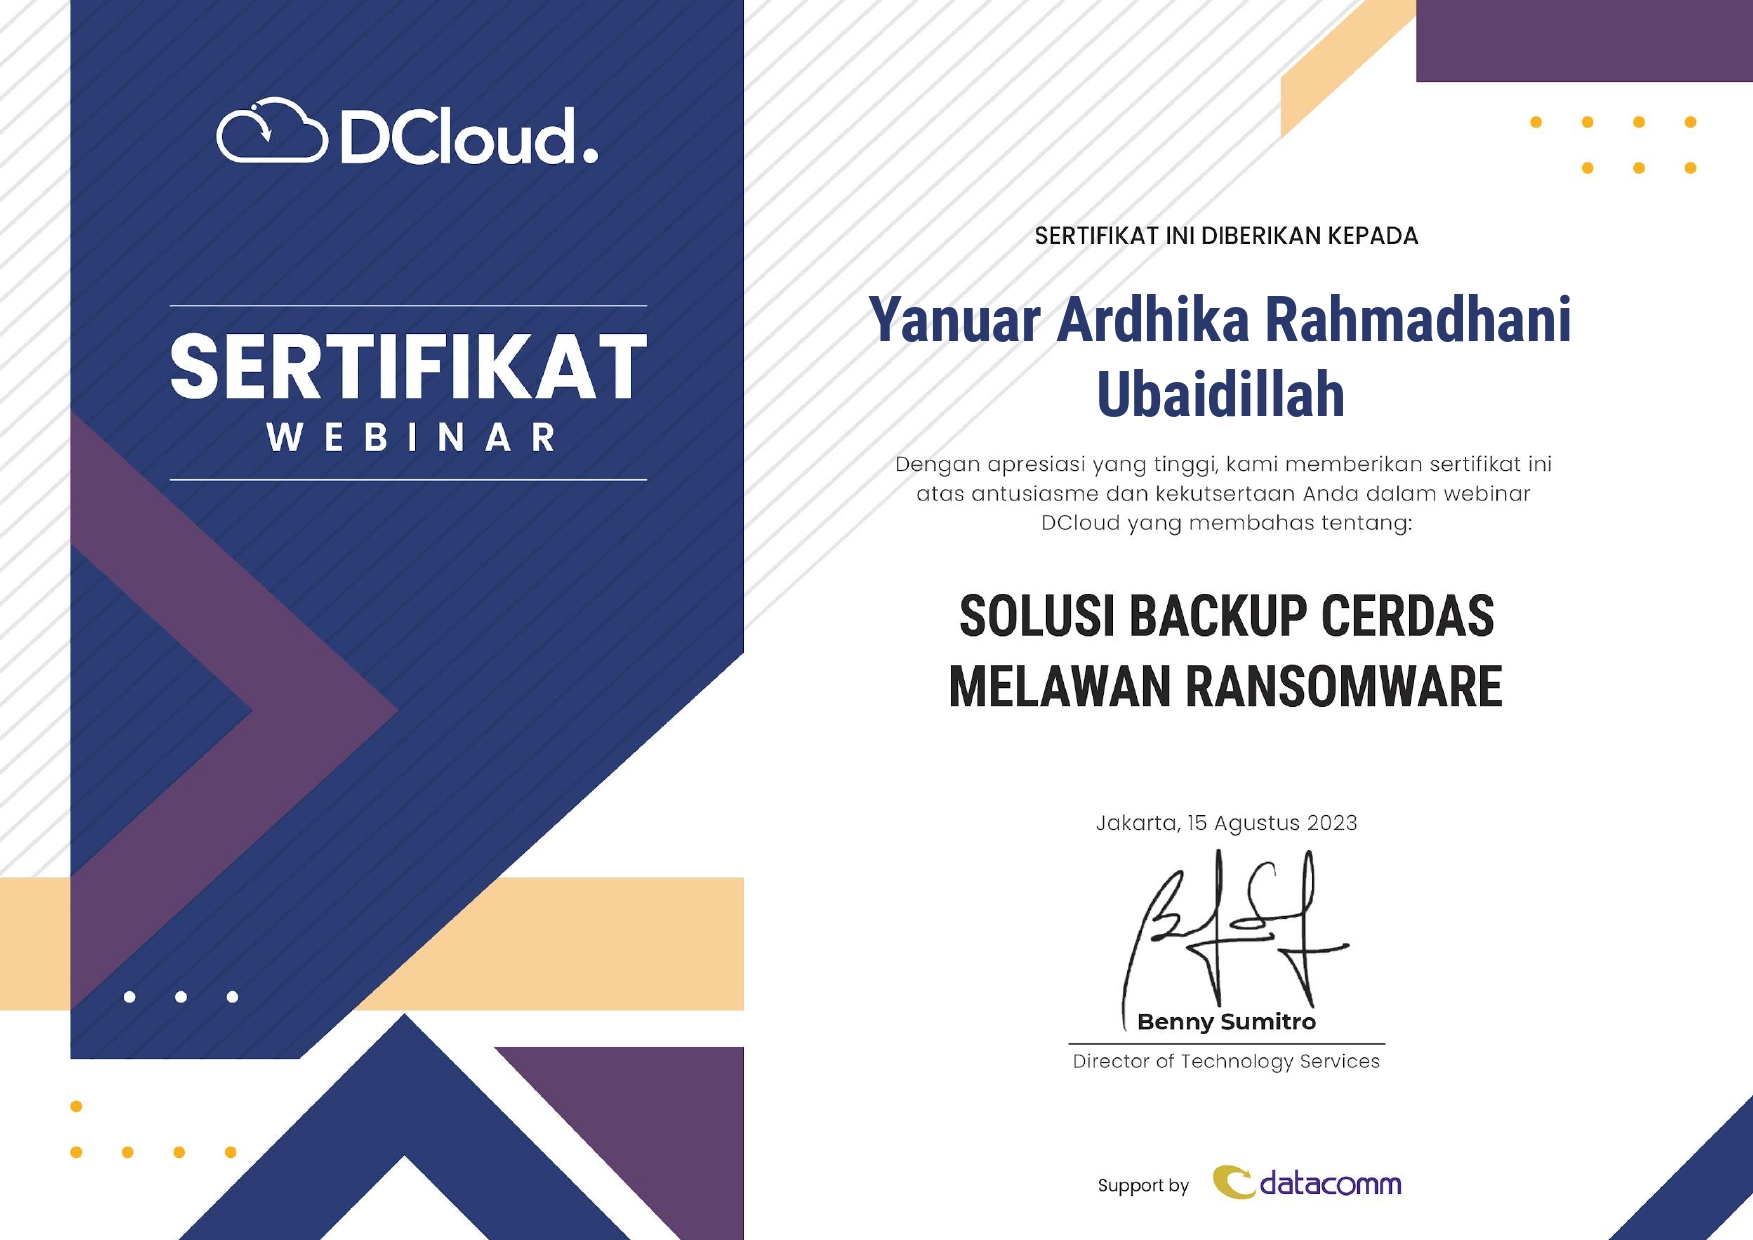 DCloud.
SERTIFIKAT
WEBINAR
SERTIFIKAT INI DIBERIKAN KEPADA
Yanuar Ardhika Rahmadhani
Ubaidillah
Dengan apresiasi yang tinggi, kami memberikan sertifikat ini
atas antusiasme dan kekutsertaan Anda dalam webinar
DCloud yang membahas tentang:
SOLUSI BACKUP CERDAS
MELAWAN RANSOMWARE
Jakarta, 15 Agustus 2023
Benny Sumitro
Director of Technology Services
Support by datacomm